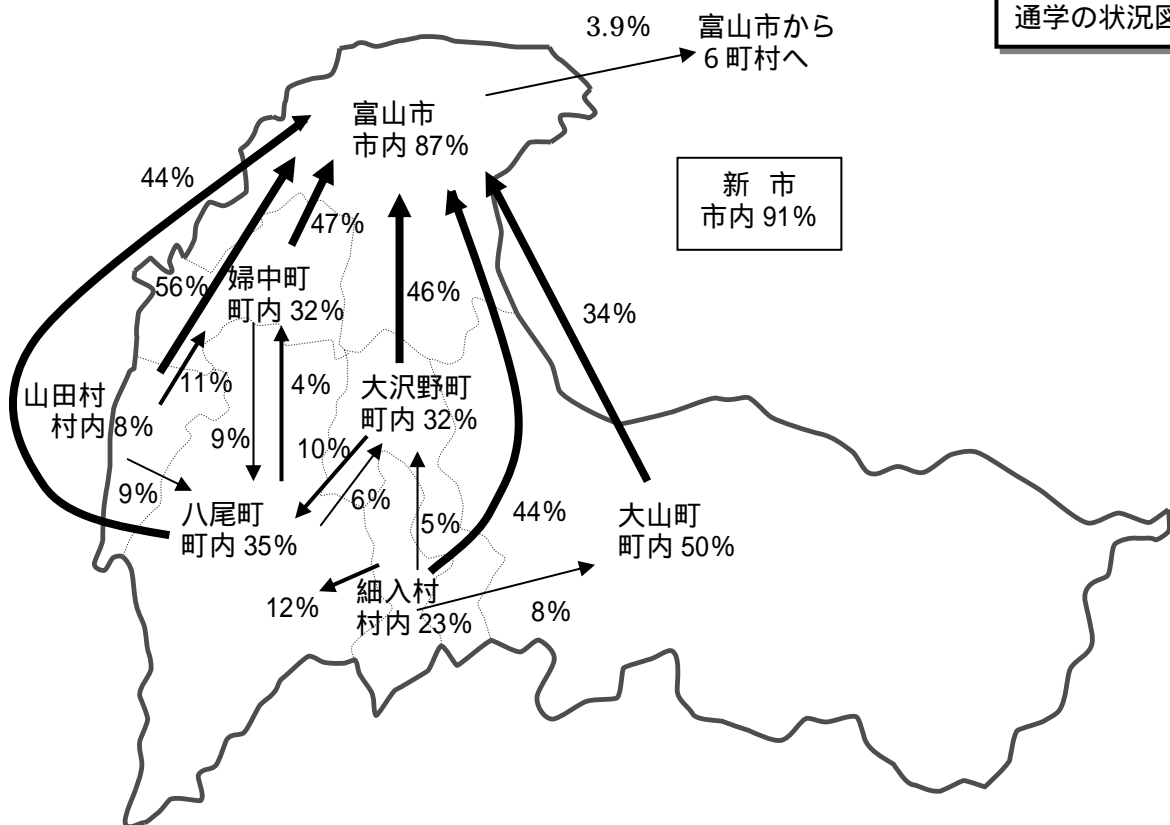 通学の状況図
3.9%
富山市から
6町村へ
富山市
市内 87%
新 市
市内 91%
44%
47%
56%
婦中町
町内 32%
46%
34%
山田村
村内 8%
11%
4%
大沢野町
町内 32%
9%
10%
9%
6%
八尾町
町内 35%
5%
44%
大山町
町内 50%
12%
細入村
村内 23%
8%